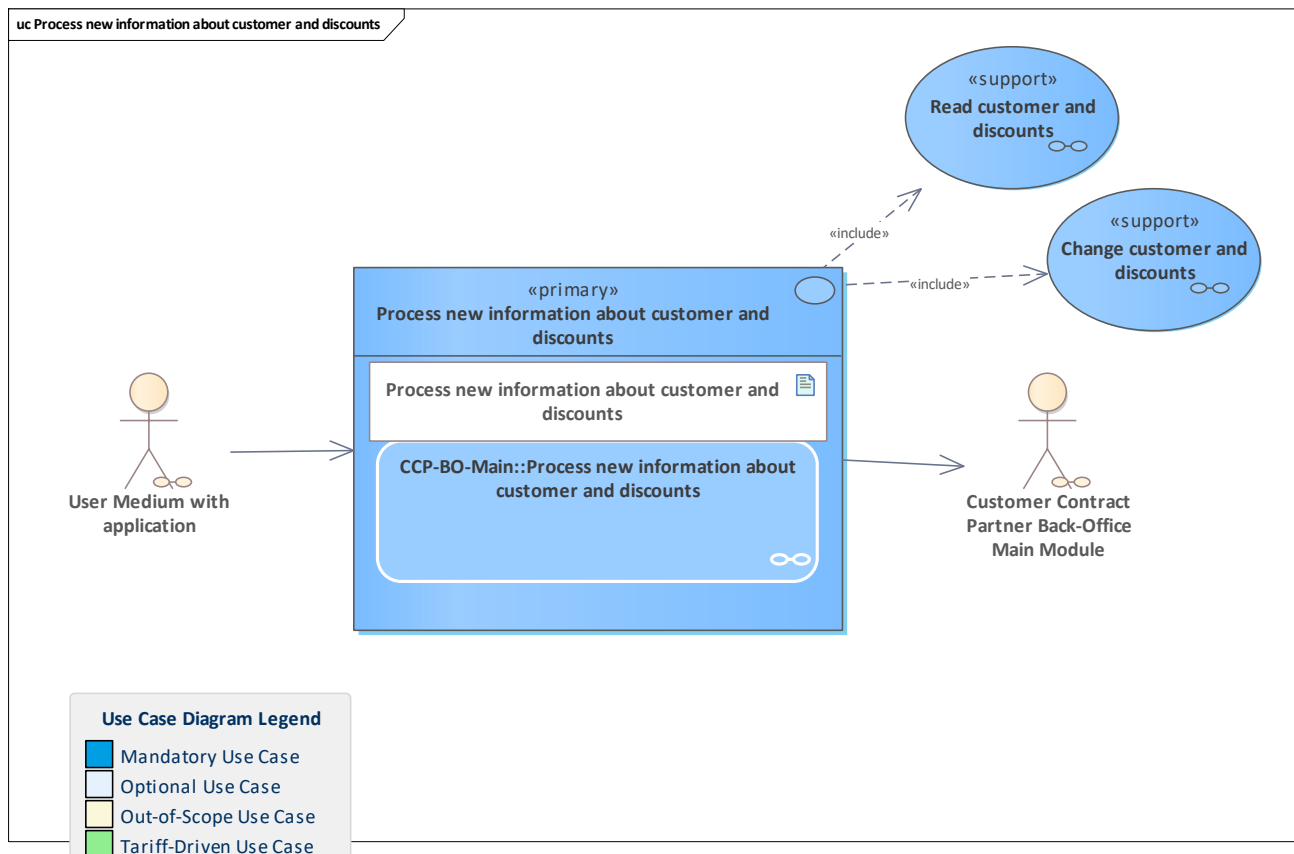 uc Process new information about customer and discounts
«support»
Read customer and
discounts
«support»
Change customer and
discounts
«include»
«include»
«primary»
Process new information about customer and
discounts
Process new information about customer and
discounts
CCP-BO-Main::Process new information about
customer and discounts
User Medium with
application
Customer Contract
Partner Back-Office
Main Module
Use Case Diagram Legend
Mandatory Use Case
Optional Use Case
Out-of-Scope Use Case
Tariff-Driven Use Case